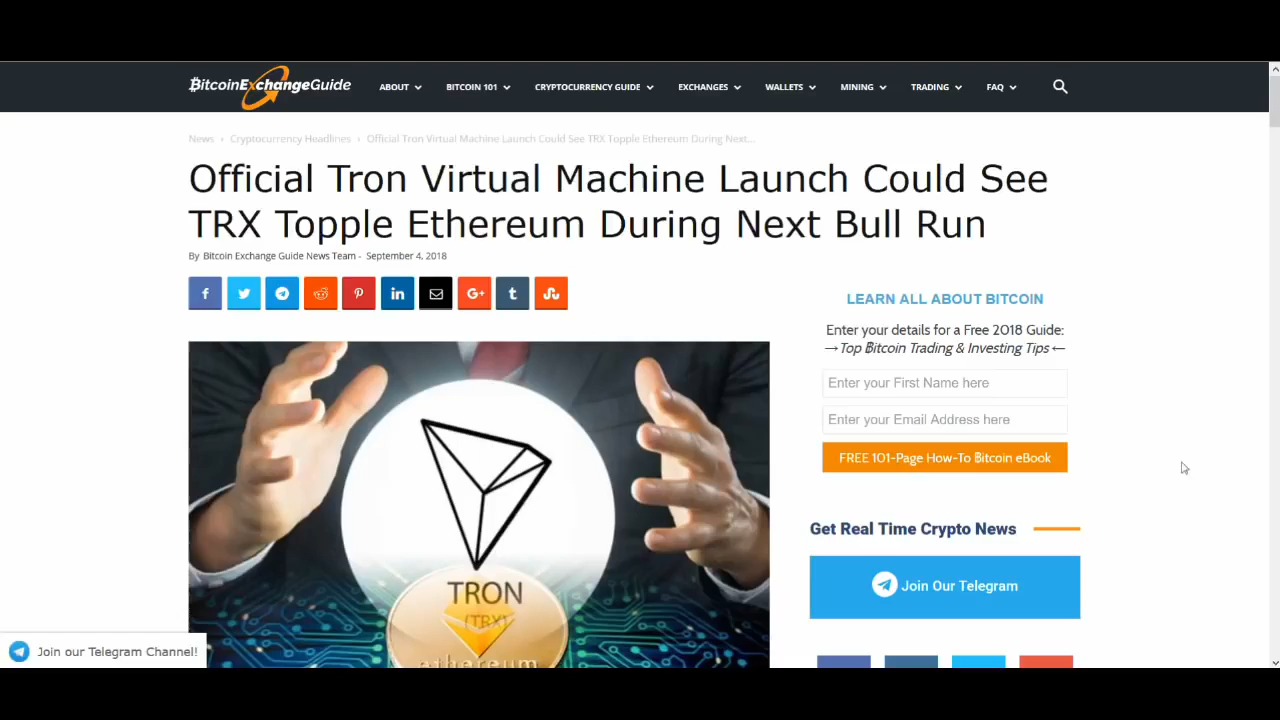 BitcoinExchangeGuide
ABOUT
BITCOIN 101
CRYPTOCURRENCY GUIDE
EXCHANGES
WALLETS
MINING
TRADING
FAQ
News › Cryptocurrency Headlines › Official Tron Virtual Machine Launch Could See TRX Topple Ethereum During Next...
Official Tron Virtual Machine Launch Could See
TRX Topple Ethereum During Next Bull Run
By Bitcoin Exchange Guide News Team - September 4, 2018
LEARN ALL ABOUT BITCOIN
Enter your details for a Free 2018 Guide:
→Top ₿itcoin Trading & Investing Tips←
Enter your First Name here
Enter your Email Address here
FREE 101-Page How-To ₿itcoin eBook
Get Real Time Crypto News
Join Our Telegram
TRON
(TRX)
ethereum
Join our Telegram Channel!